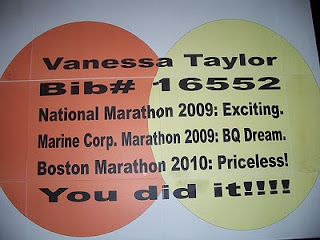 Vanessa Taylor
Bib# 16552
National Marathon 2009: Exciting.
Marine Corp. Marathon 2009: BQ Dream.
Boston Marathon 2010: Priceless!
You did it!!!!